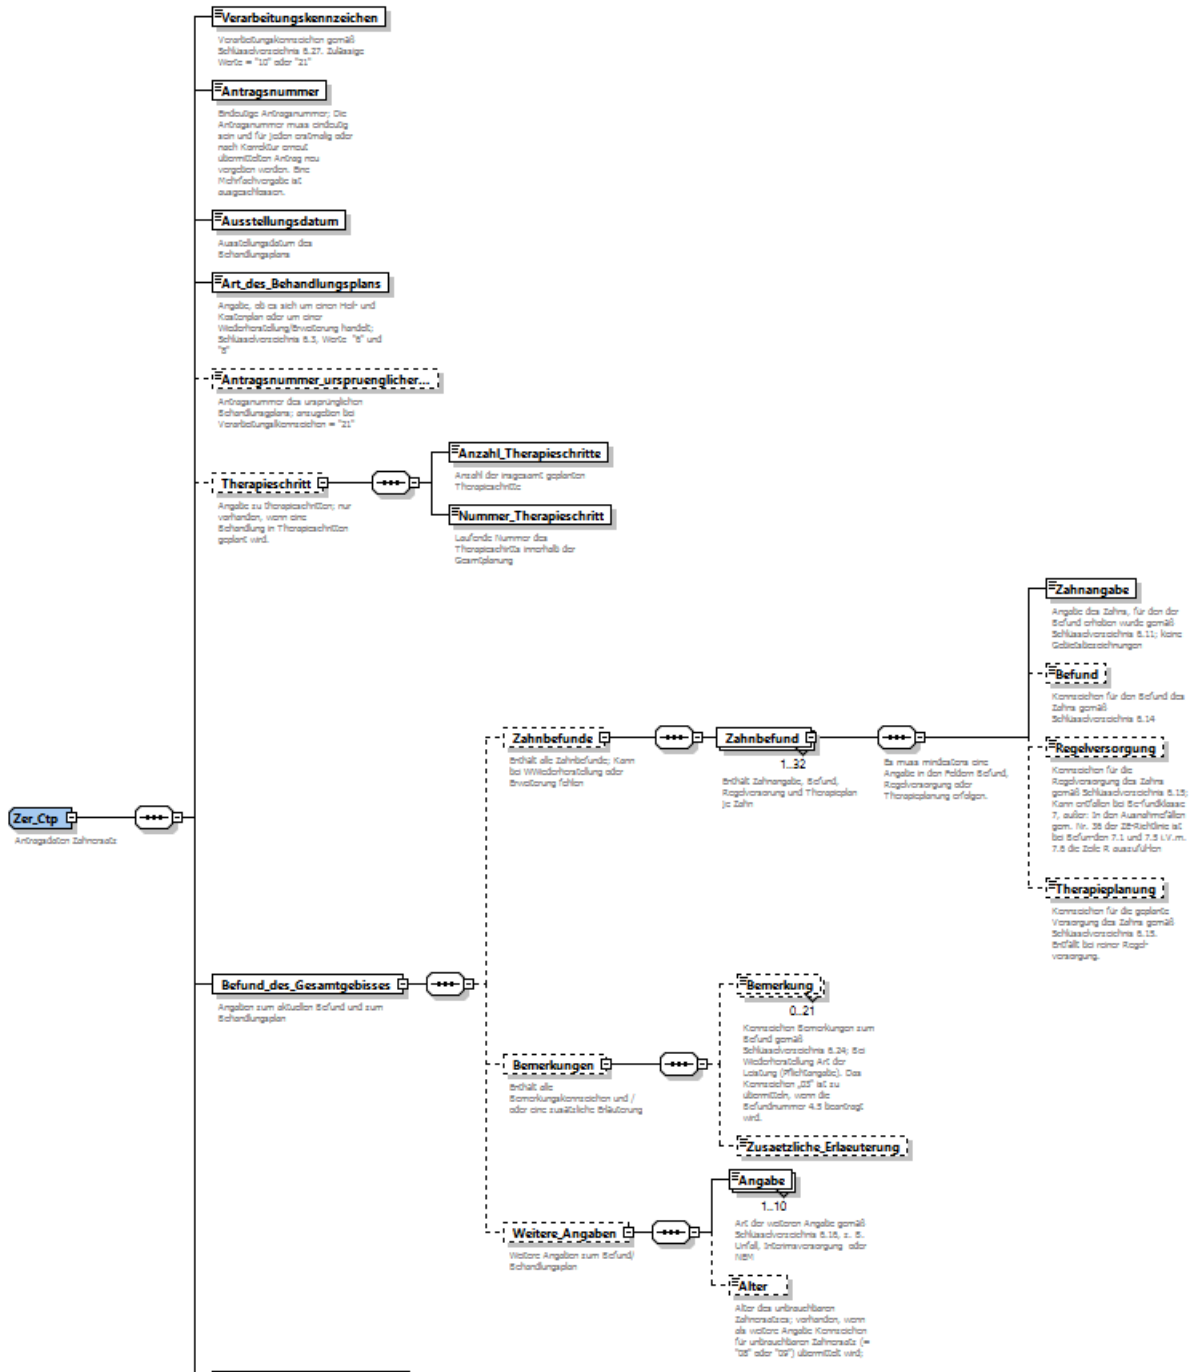 Verarbeitungskennzeichen
Verarbeitungskennzeichen gemäß
Schlüsselverzeichnis 8.27. Zulässige
Werte = "10" oder "21"
Antragsnummer
Eindeutige Antragsnummer; Die
Antragsnummer muss eindeutig
sein und für jeden erstmalig oder
nach Korrektur erneut
übermittelten Antrag neu
vergeben werden. Eine
Mehrfachvergabe ist
ausgeschlossen.
Ausstellungsdatum
Ausstellungsdatum des
Behandlungsplans
Art_des_Behandlungsplans
Angabe, ob es sich um einen Heil- und
Kostenplan oder um einer
Wiederherstellung/Erweiterung handelt;
Schlüsselverzeichnis 8.3, Werte "6" und
"8"
Antragsnummer_urspruenglicher...
Antragsnummer des ursprünglichen
Behandlungsplans; anzugeben bei
Verarbeitungskennzeichen = "21"
Therapieschritt
Angabe zu Therapieschritten; nur
vorhanden, wenn eine
Behandlung in Therapieschritten
geplant wird.
Anzahl_Therapieschritte
Anzahl der insgesamt geplanten
Therapieschritte
Nummer_Therapieschritt
Laufende Nummer des
Therapieschritts innerhalb der
Gesamtplanung
Zahnangabe
Angabe des Zahns, für den der
Befund erhoben wurde gemäß
Schlüsselverzeichnis 8.11; keine
Gebietsbezeichnungen
Befund
Kennzeichen für den Befund des
Zahns gemäß
Schlüsselverzeichnis 8.14
Zahnbefunde
Enthält alle Zahnbefunde; Kann
bei WWiederherstellung oder
Erweiterung fehlen
Zahnbefund
1..32
Enthält Zahnangabe, Befund,
Regelversorung und Therapieplan
je Zahn
Es muss mindestens eine
Angabe in den Feldern Befund,
Regelversorgung oder
Therapieplanung erfolgen.
Regelversorgung
Kennzeichen für die
Regelversorgung des Zahns
gemäß Schlüsselverzeichnis 8.15;
Kann entfallen bei Befundklasse
7, außer: In den Ausnahmefällen
gem. Nr. 36 der ZE-Richtlinie ist
bei Befunden 7.1 und 7.5 i.V.m.
7.6 die Zeile R auszufüllen
Therapieplanung
Kennzeichen für die geplante
Versorgung des Zahns gemäß
Schlüsselverzeichnis 8.15.
Entfällt bei reiner Regel-
versorgung.
Zer_Ctp
Antragsdaten Zahnersatz
Befund_des_Gesamtgebisses
Angaben zum aktuellen Befund und zum
Behandlungsplan
Bemerkungen
Enthält alle
Bemerkungskennzeichen und /
oder eine zusätzliche Erläuterung
Bemerkung
0..21
Kennzeichen Bemerkungen zum
Befund gemäß
Schlüsselverzeichnis 8.24; Bei
Wiederherstellung Art der
Leistung (Pflichtangabe). Das
Kennzeichen „03" ist zu
übermitteln, wenn die
Befundnummer 4.5 beantragt
wird.
Zusaetzliche_Erlaeuterung
Weitere_Angaben
Weitere Angaben zum Befund/
Behandlungsplan
Angabe
1..10
Art der weiteren Angabe gemäß
Schlüsselverzeichnis 8.16, z. B.
Unfall, Interimsversorgung oder
NEM
Alter
Alter des unbrauchbaren
Zahnersatzes; vorhanden, wenn
als weitere Angabe Kennzeichen
für unbrauchbaren Zahnersatz (=
"08" oder "09") übermittelt wird;